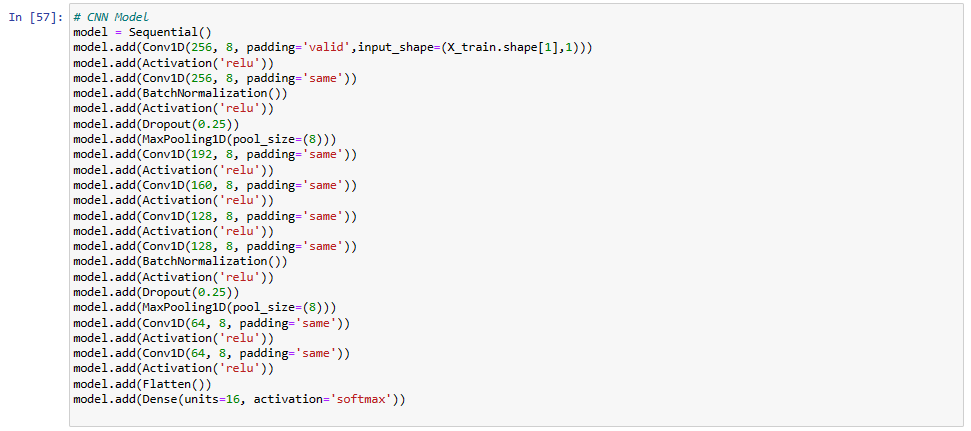 In [57]: # CNN Model
model = Sequential()
model.add(Conv1D(256, 8, padding='valid',input_shape=(X_train.shape[1],1)))
model.add(Activation('relu'))
model.add(Conv1D(256, 8, padding='same'))
model.add(BatchNormalization())
model.add(Activation('relu'))
model.add(Dropout(0.25))
model.add(MaxPooling1D(pool_size=(8)))
model.add(Conv1D(192, 8, padding='same'))
model.add(Activation('relu'))
model.add(Conv1D(160, 8, padding='same'))
model.add(Activation('relu'))
model.add(Conv1D(128, 8, padding='same'))
model.add(Activation('relu'))
model.add(Conv1D(128, 8, padding='same'))
model.add(BatchNormalization())
model.add(Activation('relu'))
model.add(Dropout(0.25))
model.add(MaxPooling1D(pool_size=(8)))
model.add(Conv1D(64, 8, padding='same'))
model.add(Activation('relu'))
model.add(Conv1D(64, 8, padding='same'))
model.add(Activation('relu'))
model.add(Flatten())
model.add(Dense(units=16, activation='softmax'))